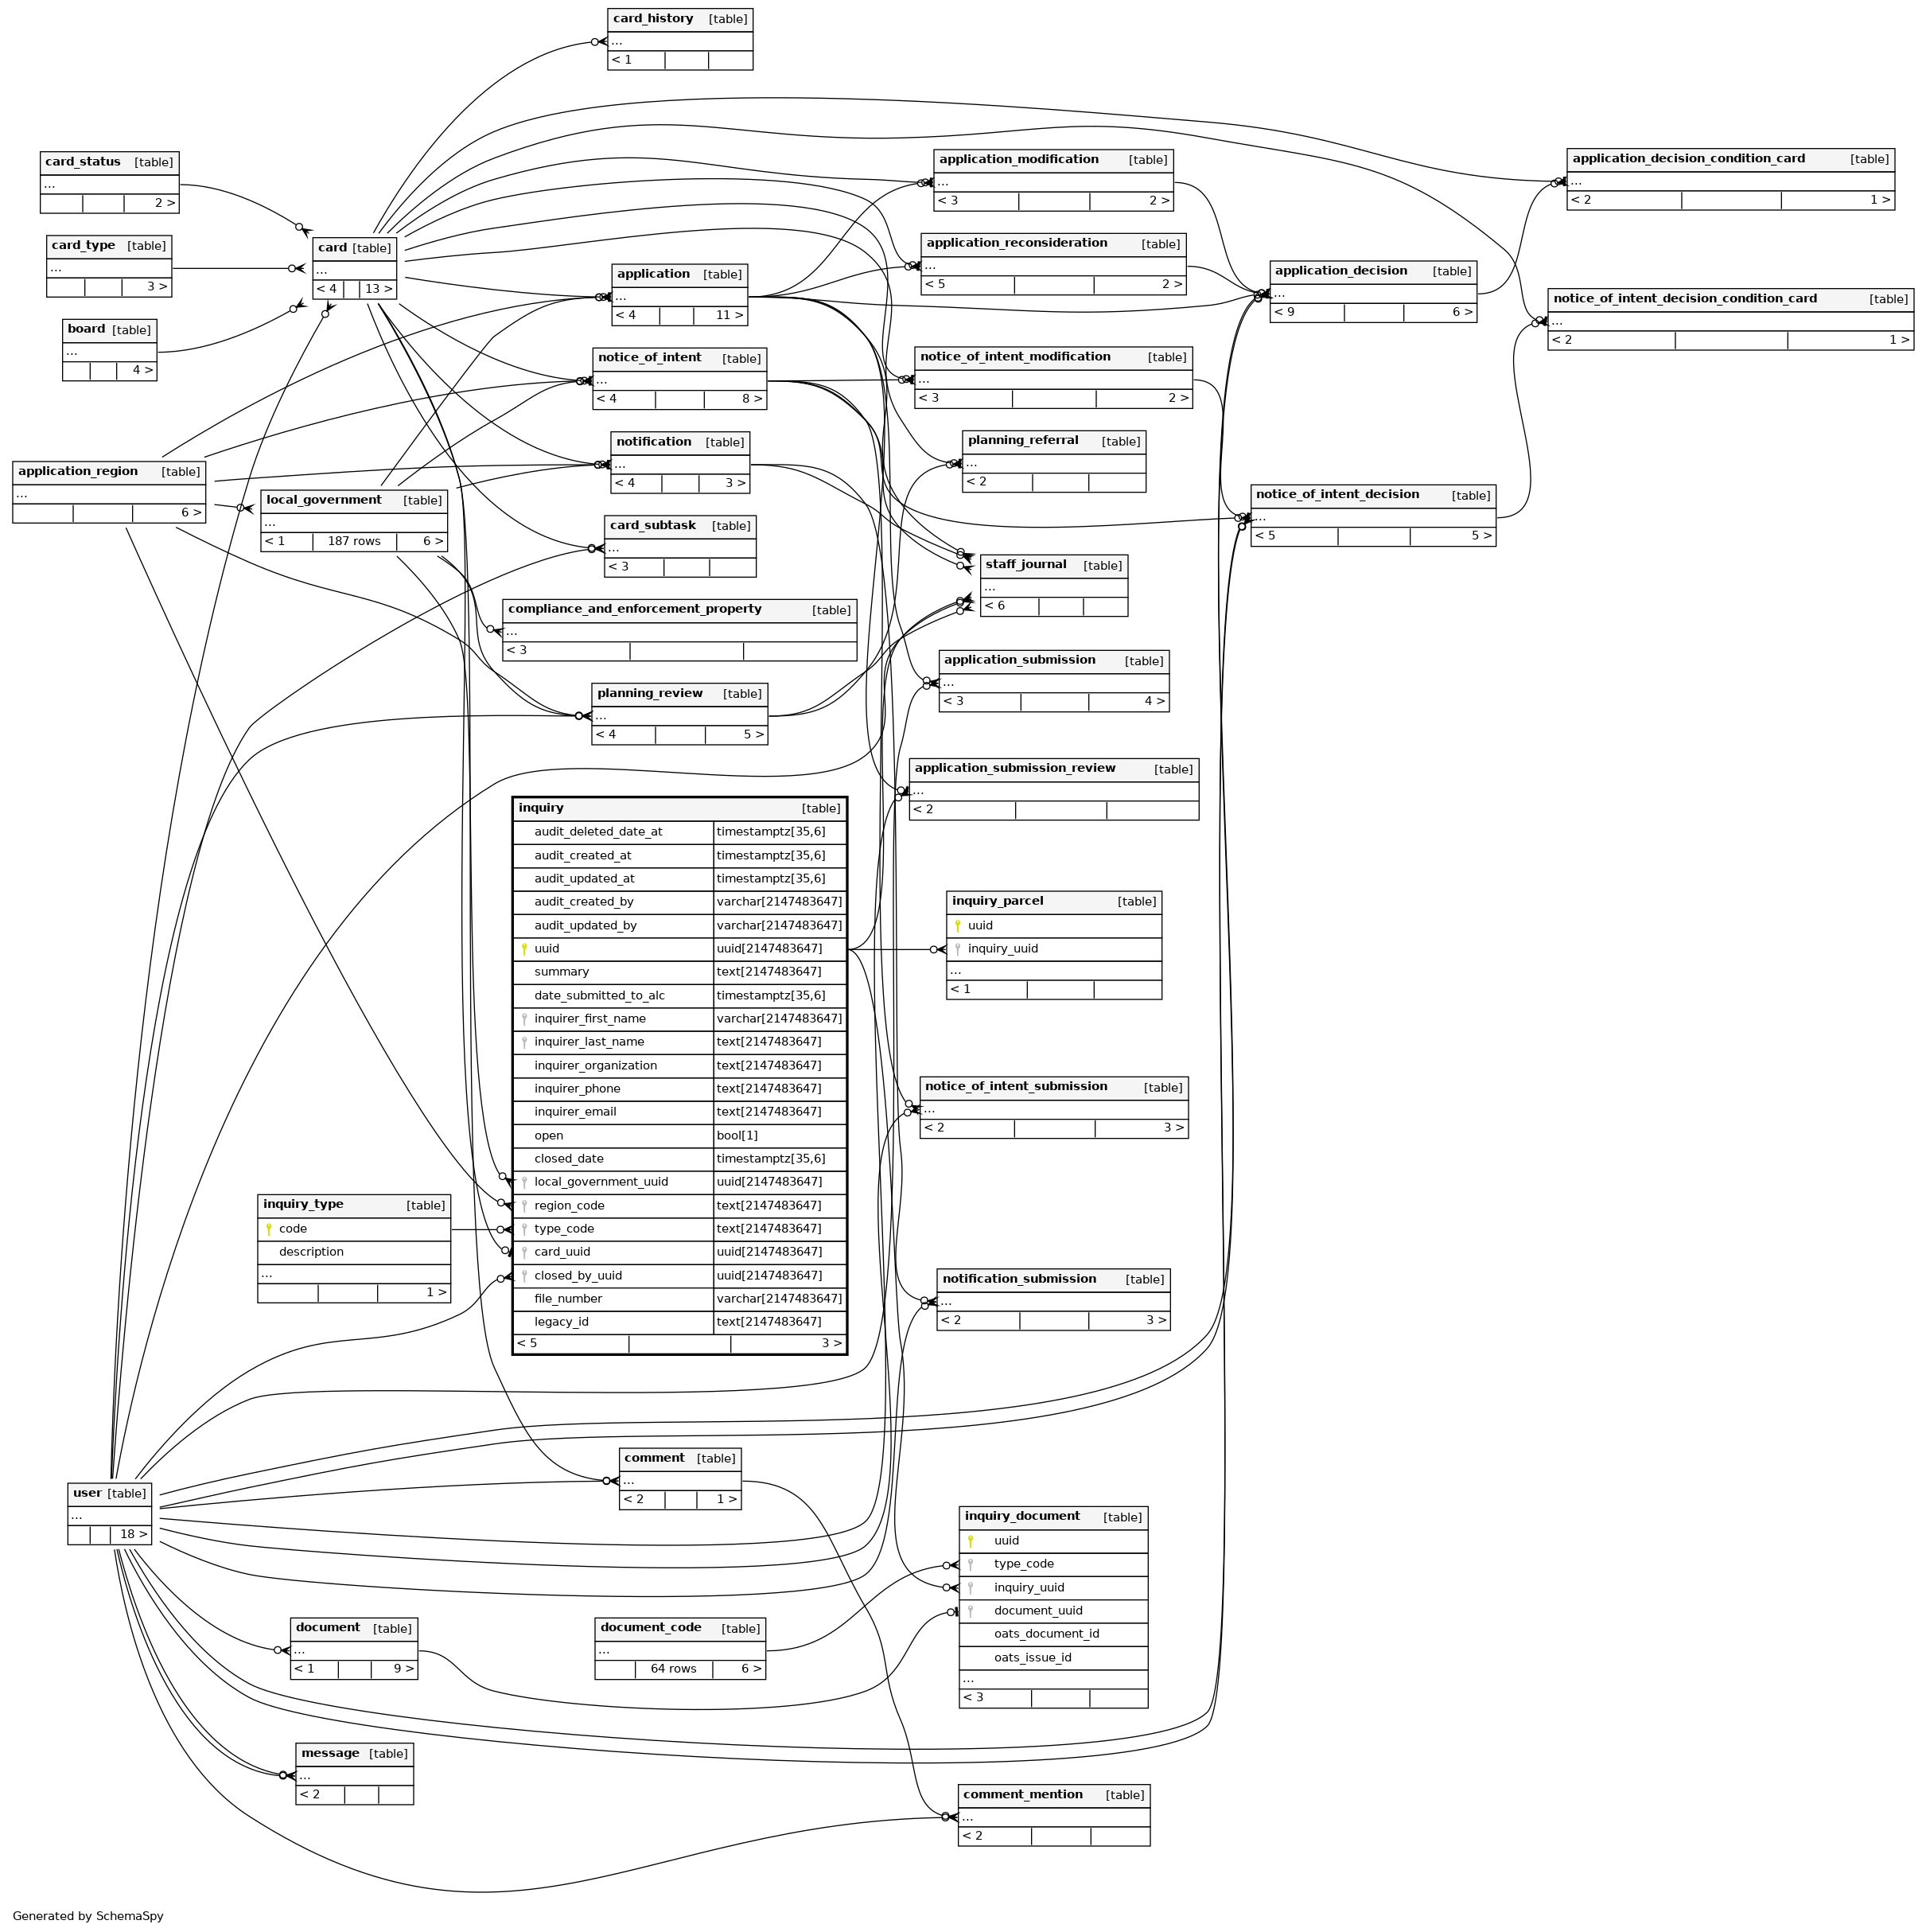 card_history [table]
...
< 1
card_status [table]
...
2 >
card_type [table]
...
3 >
board [table]
...
4 >
card [table]
...
< 4 13 >
application_region [table]
...
6 >
local_government [table]
...
< 1 187 rows 6 >
application [table]
...
< 4 11 >
notice_of_intent [table]
...
< 4 8 >
notification [table]
...
< 4 3 >
card_subtask [table]
...
< 3
compliance_and_enforcement_property [table]
...
< 3
planning_review [table]
...
< 4 5 >
application_modification [table]
...
< 3 2 >
application_reconsideration [table]
...
< 5 2 >
notice_of_intent_modification [table]
...
< 3 2 >
planning_referral [table]
...
< 2
staff_journal [table]
...
< 6
application_submission [table]
...
< 3 4 >
application_submission_review [table]
...
< 2
application_decision [table]
...
< 9 6 >
notice_of_intent_decision [table]
...
< 5 5 >
application_decision_condition_card [table]
...
< 2 1 >
notice_of_intent_decision_condition_card [table]
...
< 2 1 >
inquiry [table]
audit_deleted_date_at timestamptz[35,6]
audit_created_at timestamptz[35,6]
audit_updated_at timestamptz[35,6]
audit_created_by varchar[2147483647]
audit_updated_by varchar[2147483647]
uuid uuid[2147483647]
summary text[2147483647]
date_submitted_to_alc timestamptz[35,6]
inquirer_first_name varchar[2147483647]
inquirer_last_name text[2147483647]
inquirer_organization text[2147483647]
inquirer_phone text[2147483647]
inquirer_email text[2147483647]
open bool[1]
closed_date timestamptz[35,6]
local_government_uuid uuid[2147483647]
region_code text[2147483647]
type_code text[2147483647]
card_uuid uuid[2147483647]
closed_by_uuid uuid[2147483647]
file_number varchar[2147483647]
legacy_id text[2147483647]
< 5 3 >
inquiry_parcel [table]
uuid
inquiry_uuid
...
< 1
notice_of_intent_submission [table]
...
< 2 3 >
inquiry_type [table]
code
description
...
1 >
notification_submission [table]
...
< 2 3 >
user [table]
...
18 >
comment [table]
...
< 2 1 >
inquiry_document [table]
uuid
type_code
inquiry_uuid
document_uuid
oats_document_id
oats_issue_id
...
< 3
document [table]
...
< 1 9 >
document_code [table]
...
64 rows 6 >
message [table]
...
< 2
comment_mention [table]
...
< 2
Generated by SchemaSpy